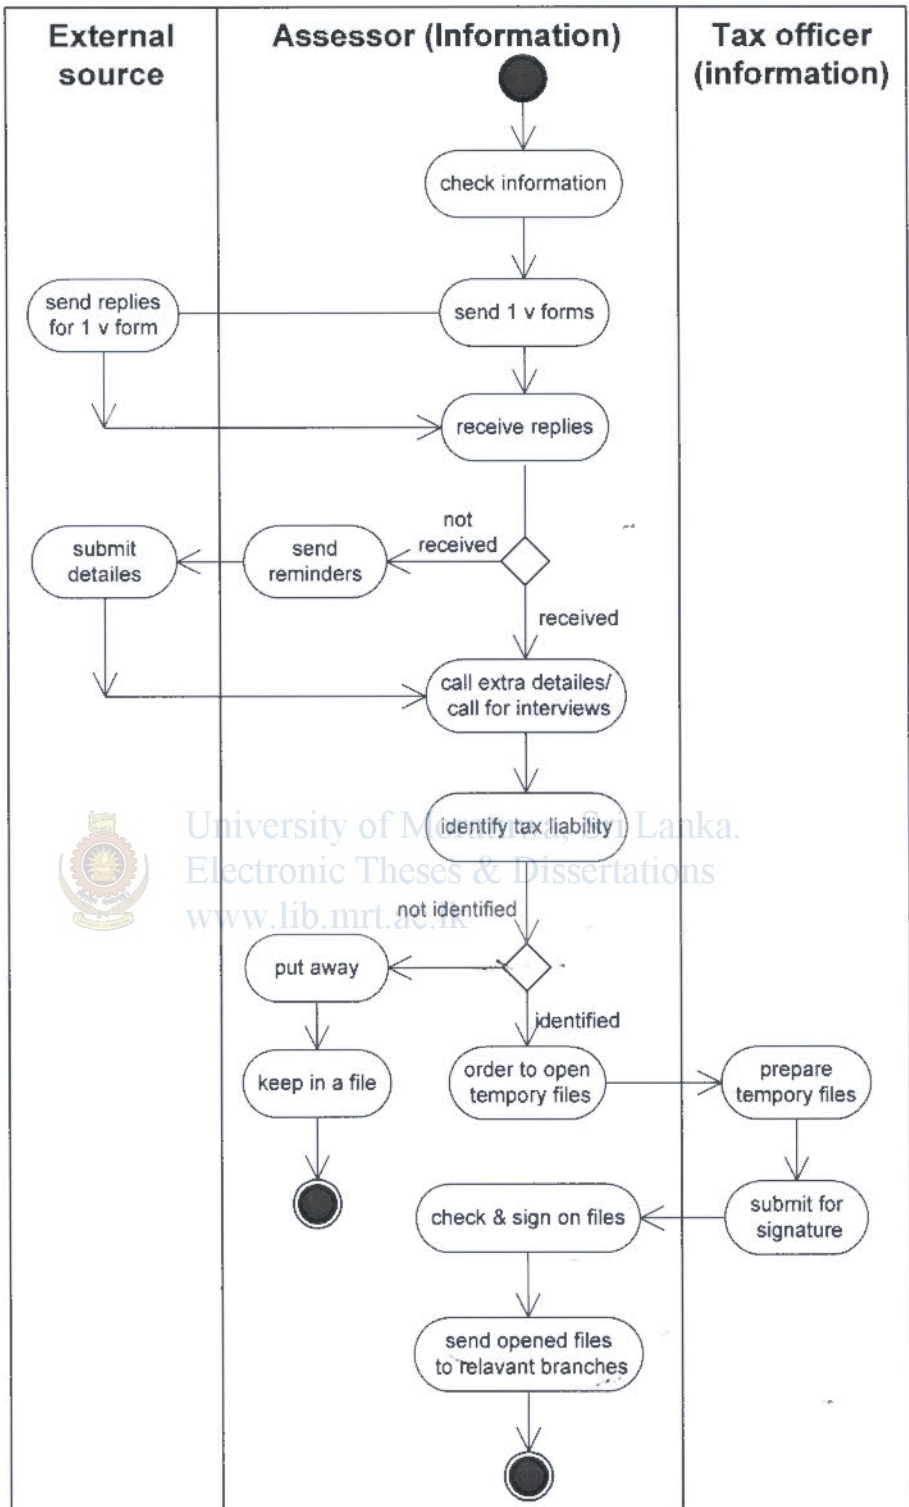 External
source
Assessor (Information)
Tax officer
(information)
check information
send replies
for 1 v form
send 1 v forms
receive replies
not
received
submit
detailes
send
reminders
received
call extra detailes/
call for interviews
identify tax liability
University of Moratuwa, Sri Lanka.
Electronic Theses & Dissertations
www.lib.mrt.ac.lk
not identified
put away
identified
keep in a file
order to open
tempory files
prepare
tempory files
check & sign on files
submit for
signature
send opened files
to relavant branches